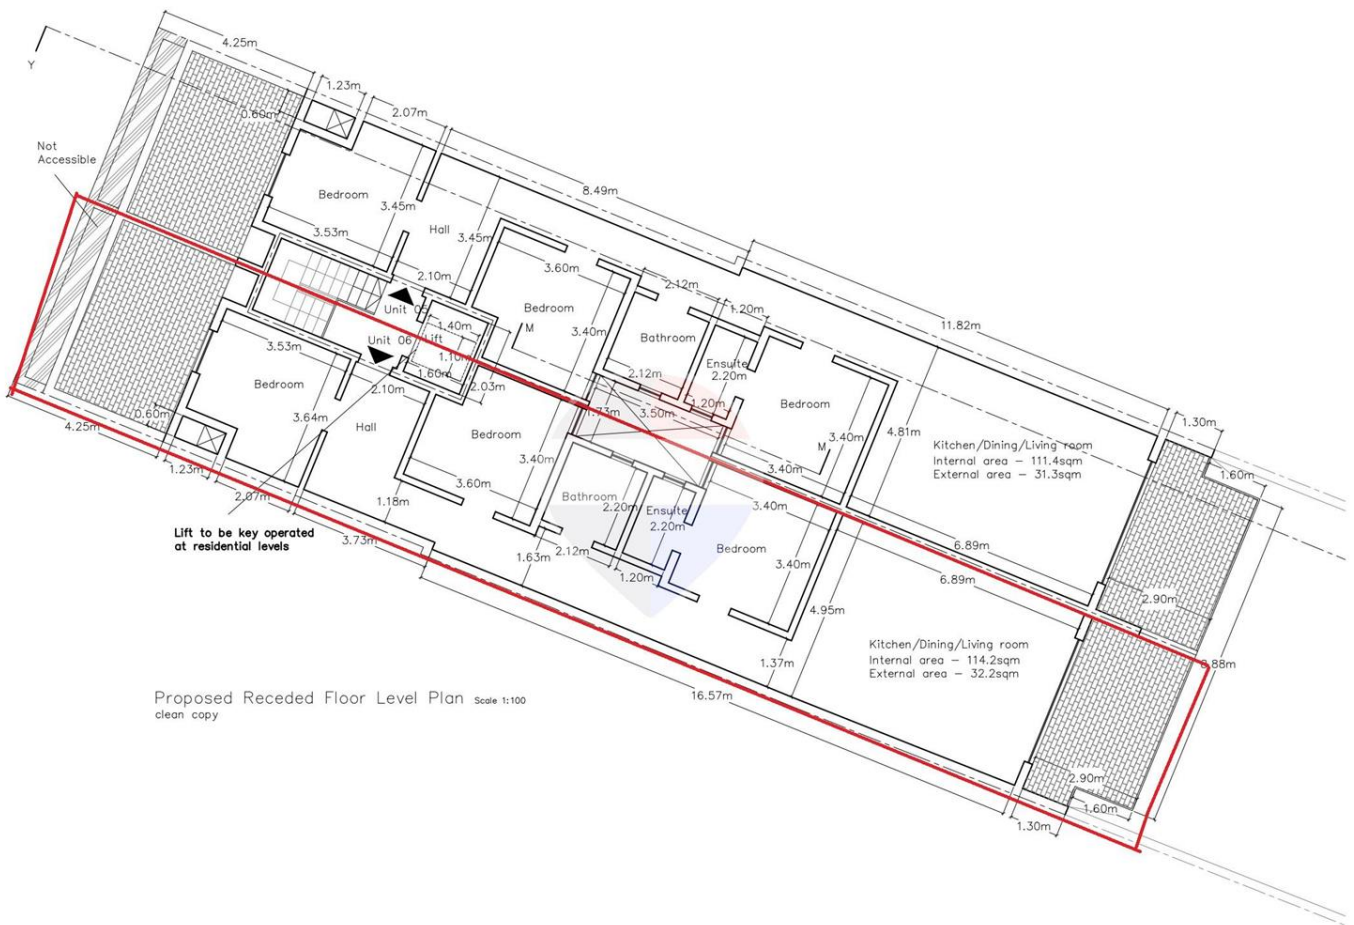 4.25m
1.23m
2.07m
Y
0.60m
Not
Accessible
8.49m
Bedroom
3.45m
Hall
3.45m
3.53m
2.10m
3.60m
2.12m
1.20m
Bedroom
M
3.40m
Bathroom
11.82m
Unit 05
1.40m
Lift
Unit 06
1.10m
1.60m
2.03m
2.10m
3.53m
Ensuite
2.20m
2.12m
1.20m
Bedroom
1.73m
3.50m
Bedroom
3.64m
0.60m
4.25m
1.23m
2.07m
Hall
Bedroom
3.40m
3.60m
1.18m
3.73m
Lift to be key operated
at residential levels
M
3.40m
4.81m
3.40m
3.40m
Kitchen/Dining/Living room
Internal area – 111.4sqm
External area – 31.3sqm
1.30m
1.60m
Bathroom
2.20m
Ensuite
2.20m
2.12m
1.63m
1.20m
Bedroom
3.40m
4.95m
6.89m
6.89m
2.90m
1.37m
16.57m
Kitchen/Dining/Living room
Internal area – 114.2sqm
External area – 32.2sqm
.88m
2.90m
1.60m
1.30m
Proposed Receded Floor Level Plan Scale 1:100
clean copy